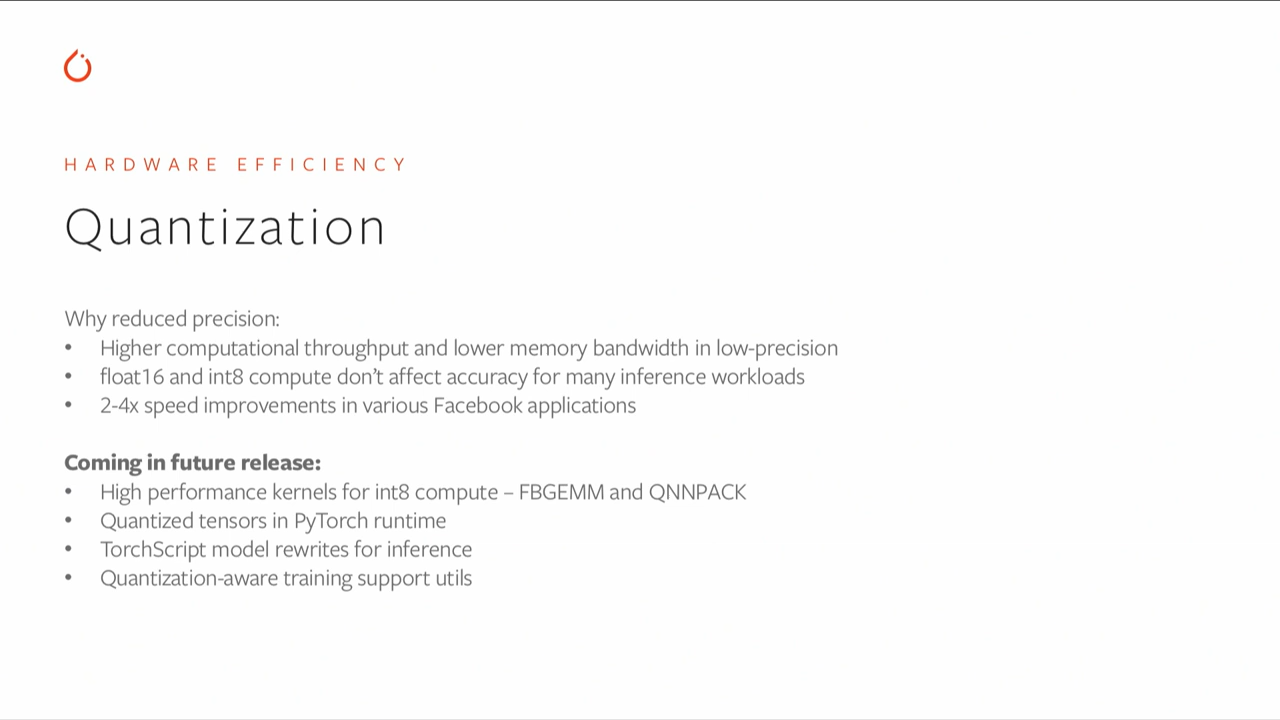 HARDWARE EFFICIENCY
Quantization
Why reduced precision:
• Higher computational throughput and lower memory bandwidth in low-precision
• float16 and int8 compute don’t affect accuracy for many inference workloads
• 2-4x speed improvements in various Facebook applications
Coming in future release:
• High performance kernels for int8 compute – FBGEMM and QNNPACK
• Quantized tensors in PyTorch runtime
• TorchScript model rewrites for inference
• Quantization-aware training support utils